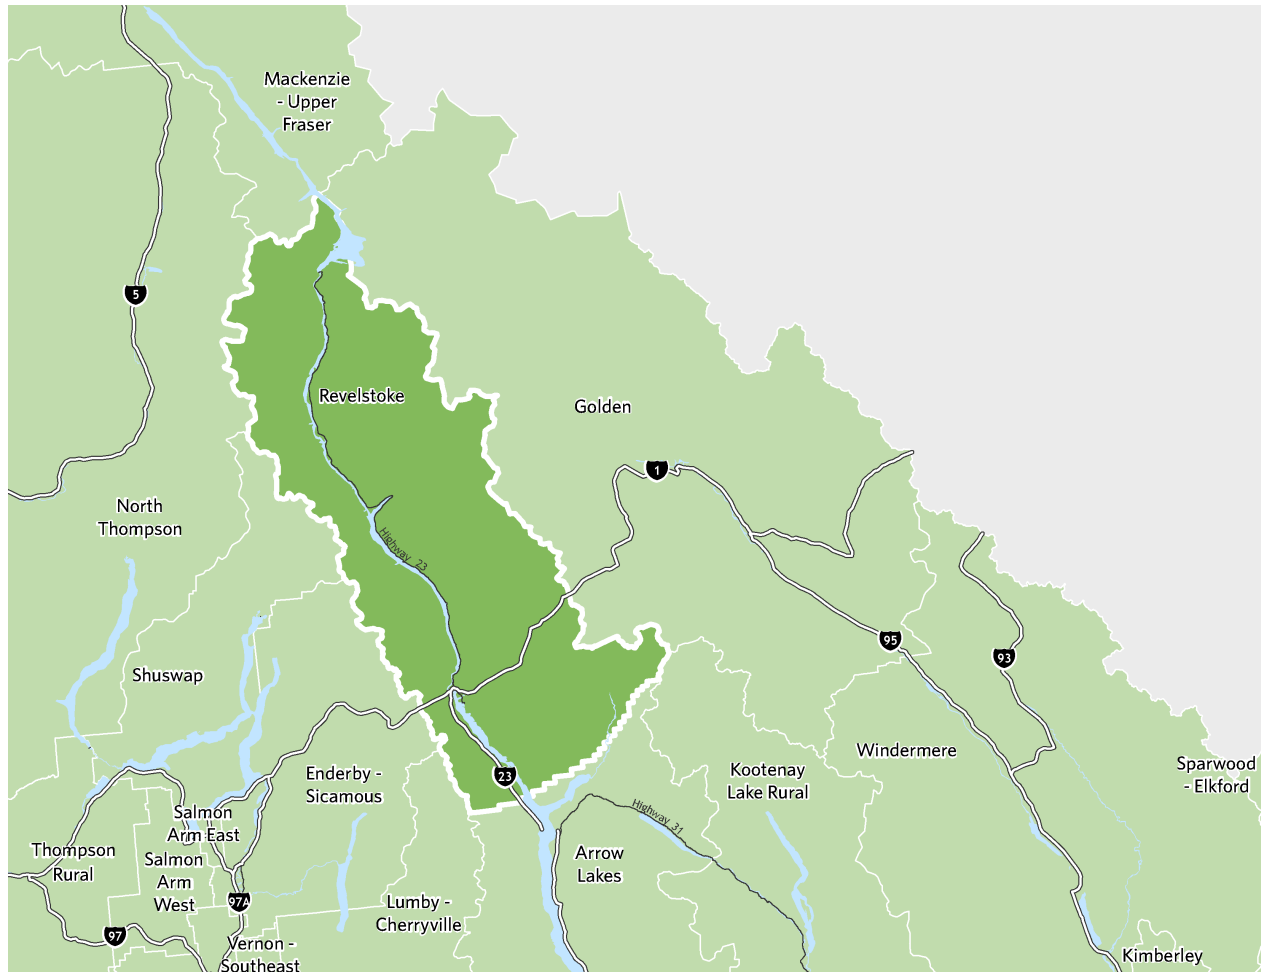 Mackenzie
- Upper
Fraser
5
Revelstoke
Golden
1
North
Thompson
Highway 23
95
93
Shuswap
Windermere
Enderby -
Sicamous
23
Kootenay
Lake Rural
Sparwood
- Elkford
Salmon
Arm East
Highway 31
Thompson
Rural
Salmon
Arm
West
Arrow
Lakes
97A
Lumby -
Cherryville
97
Vernon -
Southeast
Kimberley